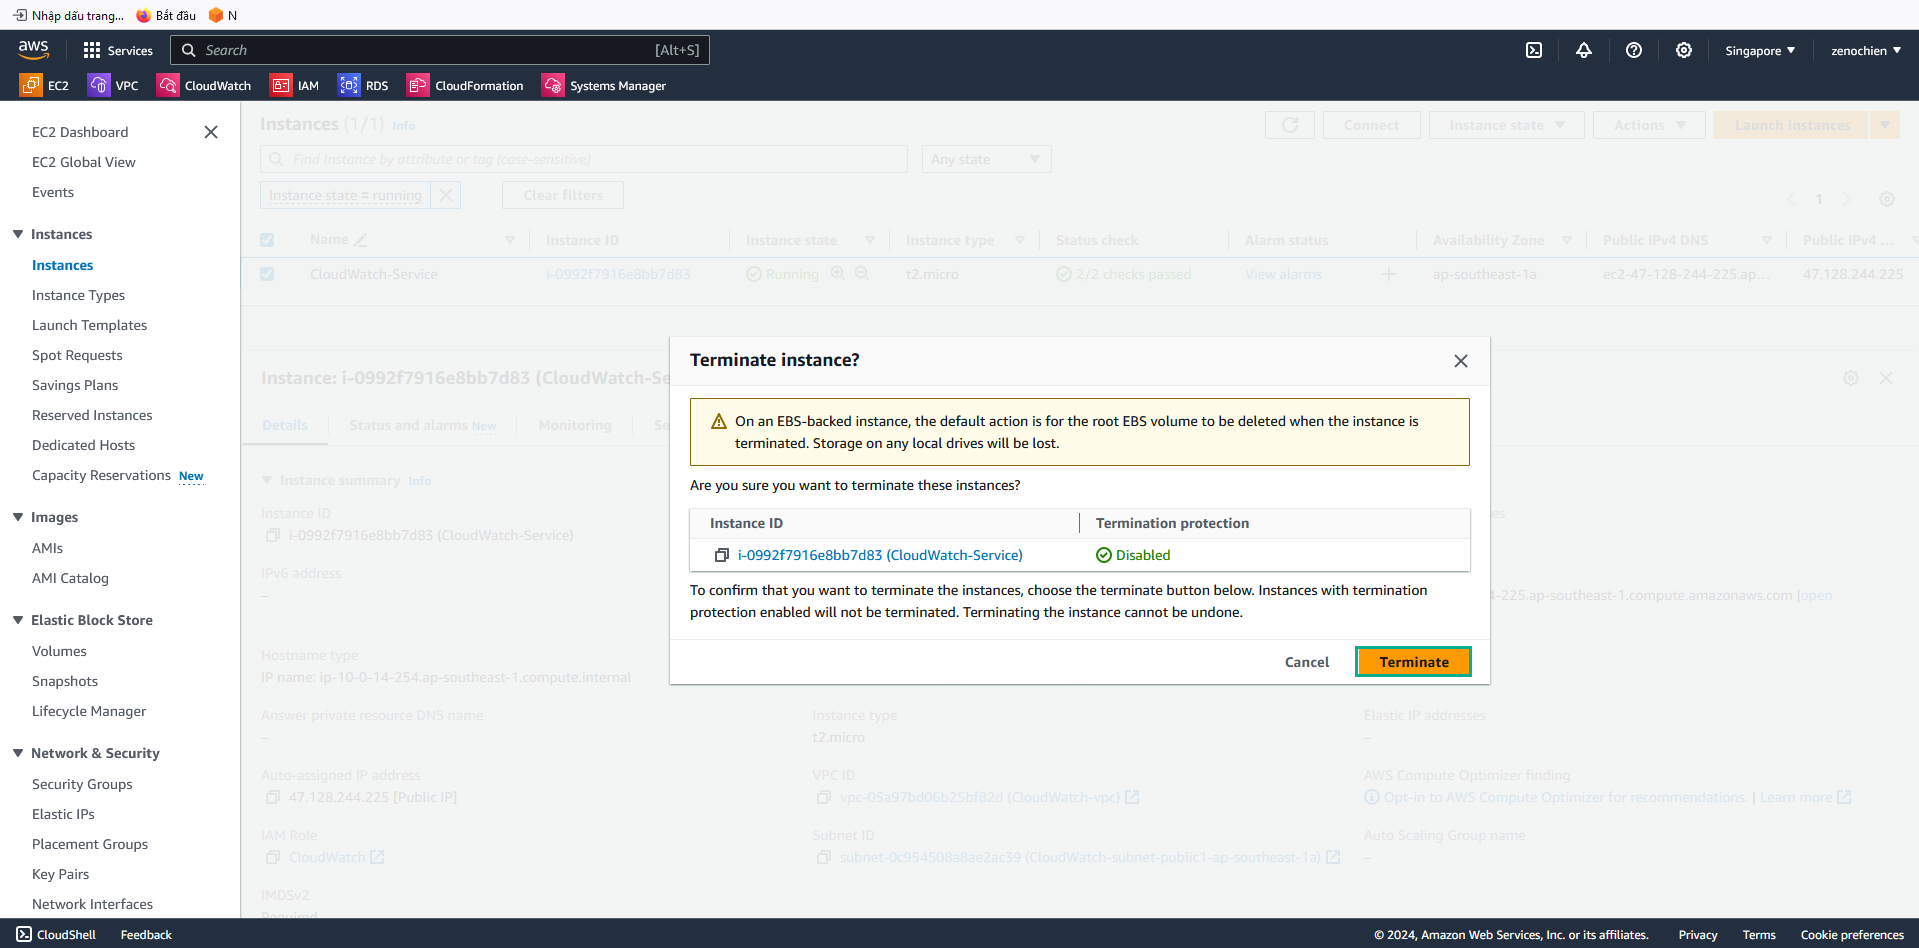 Nhập dấu trang... Bắt đầu N
aws Services Search [Alt+S] Singapore zenochien
EC2 VPC CloudWatch IAM RDS CloudFormation Systems Manager
EC2 Dashboard
EC2 Global View
Events
Instances
Instances
Instance Types
Launch Templates
Spot Requests
Savings Plans
Reserved Instances
Dedicated Hosts
Capacity Reservations New
Images
AMIs
AMI Catalog
Elastic Block Store
Volumes
Snapshots
Lifecycle Manager
Network & Security
Security Groups
Elastic IPs
Placement Groups
Key Pairs
Network Interfaces
Instances (1/1) Info Connect Instance state Actions Launch instances
Find Instance by attribute or tag (case-sensitive) Any state
Instance state = running Clear filters 1
Name Instance ID Instance state Instance type Status check Alarm status Availability Zone Public IPv4 DNS Public IPv4 ...
CloudWatch-Service i-0992f7916e8bb7d83 Running t2.micro 2/2 checks passed View alarms ap-southeast-1a ec2-47-128-244-225.ap... 47.128.244.225
Instance: i-0992f7916e8bb7d83 (CloudWatch-Se
Details Status and alarms New Monitoring Se
Instance summary Info
Instance ID
i-0992f7916e8bb7d83 (CloudWatch-Service)
es
IPv6 address
–
4-225.ap-southeast-1.compute.amazonaws.com |open
Hostname type
IP name: ip-10-0-14-254.ap-southeast-1.compute.internal
Answer private resource DNS name Instance type Elastic IP addresses
– t2.micro –
Auto-assigned IP address VPC ID AWS Compute Optimizer finding
47.128.244.225 [Public IP] vpc-05a97bd06b25bf82d (CloudWatch-vpc) Opt-in to AWS Compute Optimizer for recommendations. | Learn more
IAM Role Subnet ID Auto Scaling Group name
CloudWatch subnet-0c954508a8ae2ac39 (CloudWatch-subnet-public1-ap-southeast-1a) –
IMDSv2
Required
Terminate instance?
On an EBS-backed instance, the default action is for the root EBS volume to be deleted when the instance is
terminated. Storage on any local drives will be lost.
Are you sure you want to terminate these instances?
Instance ID Termination protection
i-0992f7916e8bb7d83 (CloudWatch-Service) Disabled
To confirm that you want to terminate the instances, choose the terminate button below. Instances with termination
protection enabled will not be terminated. Terminating the instance cannot be undone.
Cancel Terminate
CloudShell Feedback © 2024, Amazon Web Services, Inc. or its affiliates. Privacy Terms Cookie preferences